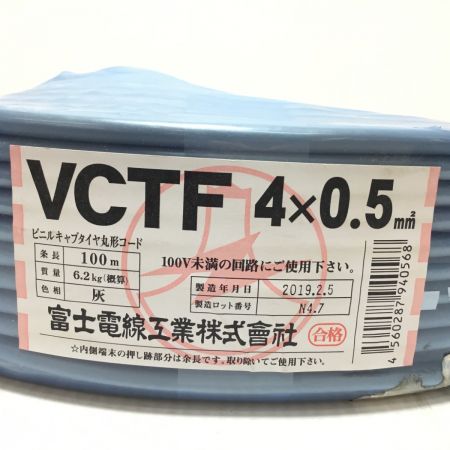 VCTF 4×0.5mm²
ビニルキャブタイヤ丸形コード
条長 100m
質量 6.2kg(概算)
色相 灰
100V未満の回路にご使用下さい。
製造年月日 2019.2.5
製造ロット番号 N4.7
富士電線工業株式會社 合格
☆内側端末の押し跡部分は余長です。取り除いてご使用下さい。
4560287940568